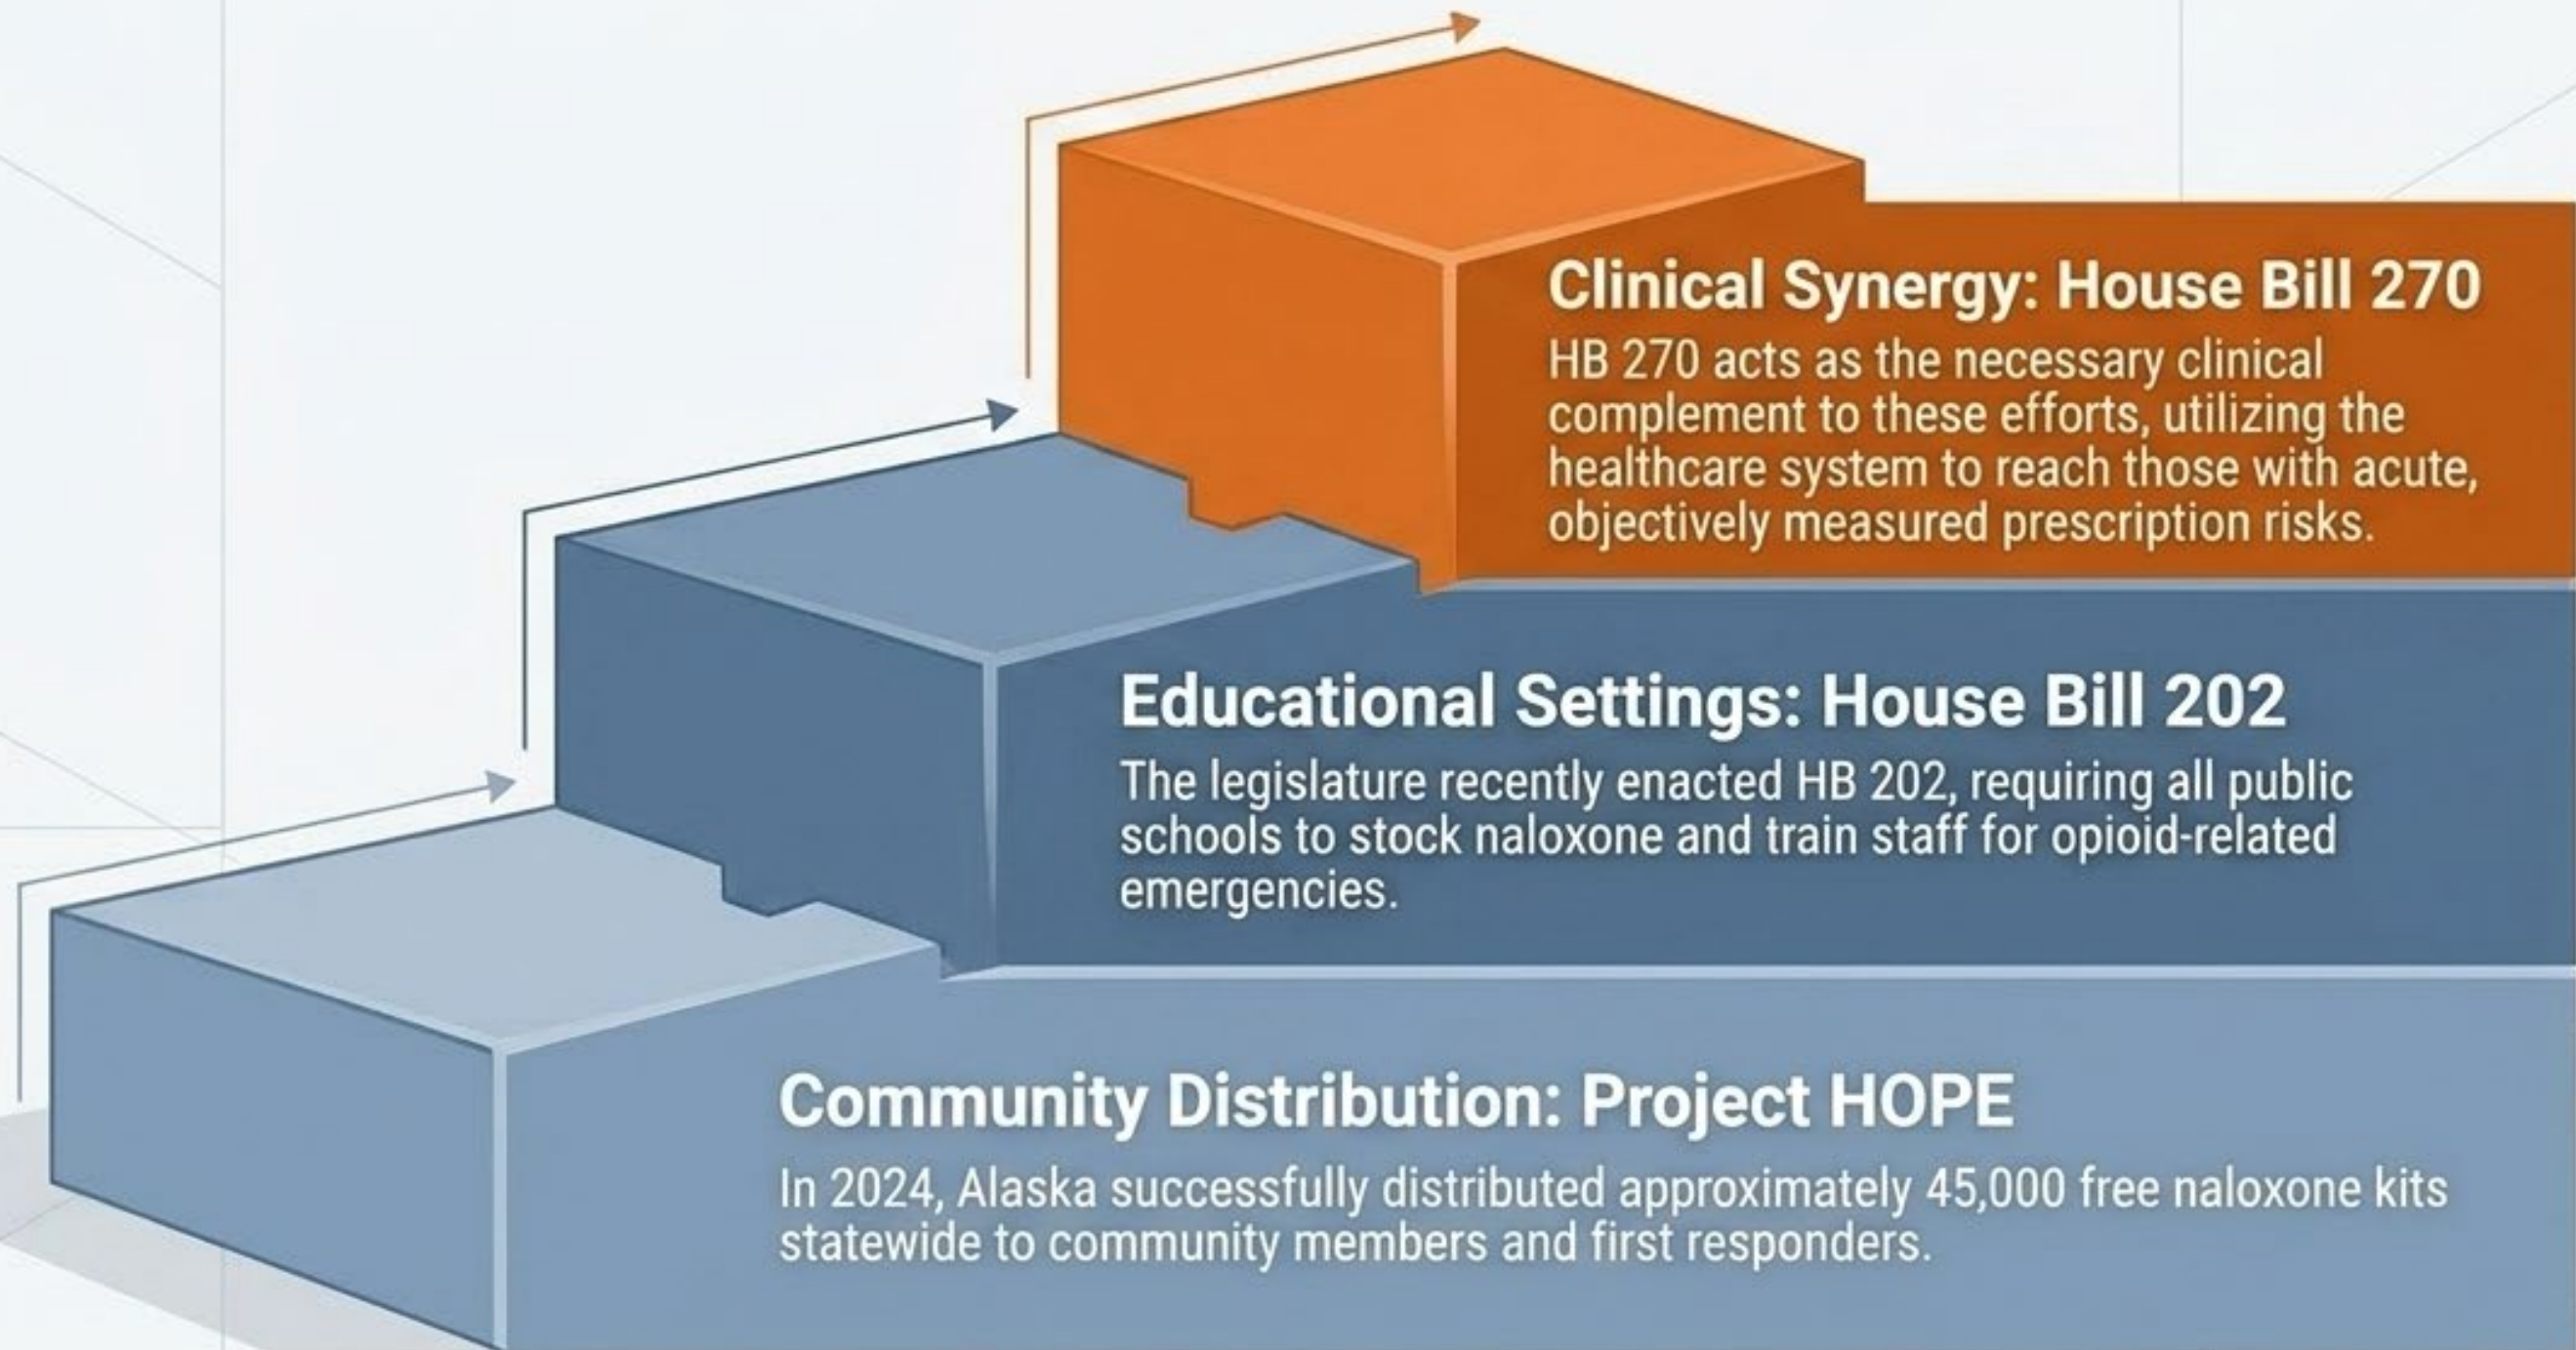 Clinical Synergy: House Bill 270
HB 270 acts as the necessary clinical
complement to these efforts, utilizing the
healthcare system to reach those with acute,
objectively measured prescription risks.
Educational Settings: House Bill 202
The legislature recently enacted HB 202, requiring all public
schools to stock naloxone and train staff for opioid-related
emergencies.
Community Distribution: Project HOPE
In 2024, Alaska successfully distributed approximately 45,000 free naloxone kits
statewide to community members and first responders.